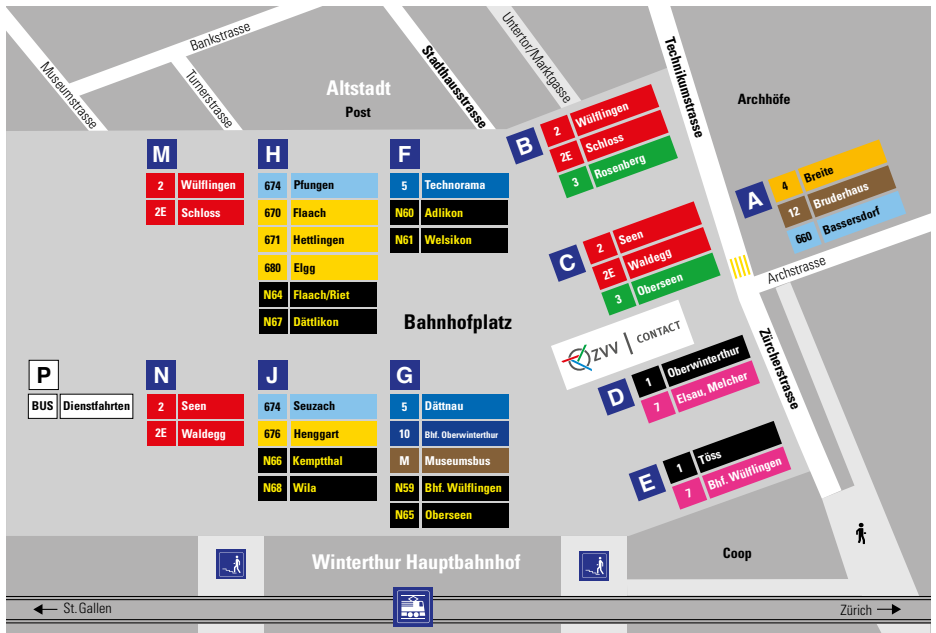 Bankstrasse
Museumstrasse
Turnerstrasse
Stadthausstrasse
Untertor/Marktgasse
Technikumstrasse
Altstadt
Post
Archhöfe
M
2 Wülflingen
2E Schloss
H
674 Pfungen
670 Flaach
671 Hettlingen
680 Elgg
N64 Flaach/Riet
N67 Dättlikon
F
5 Technorama
N60 Adlikon
N61 Welsikon
B
2 Wülflingen
2E Schloss
3 Rosenberg
A
4 Breite
12 Bruderhaus
660 Bassersdorf
C
2 Seen
2E Waldegg
3 Oberseen
Archstrasse
Bahnhofplatz
ZVV | CONTACT
Zürcherstrasse
P
BUS Dienstfahrten
N
2 Seen
2E Waldegg
J
674 Seuzach
676 Henggart
N66 Kemptthal
N68 Wila
G
5 Dättnau
10 Bhf. Oberwinterthur
M Museumsbus
N59 Bhf. Wülflingen
N65 Oberseen
D
1 Oberwinterthur
7 Elsau, Melcher
E
1 Töss
7 Bhf. Wülflingen
Winterthur Hauptbahnhof
Coop
St. Gallen
Zürich